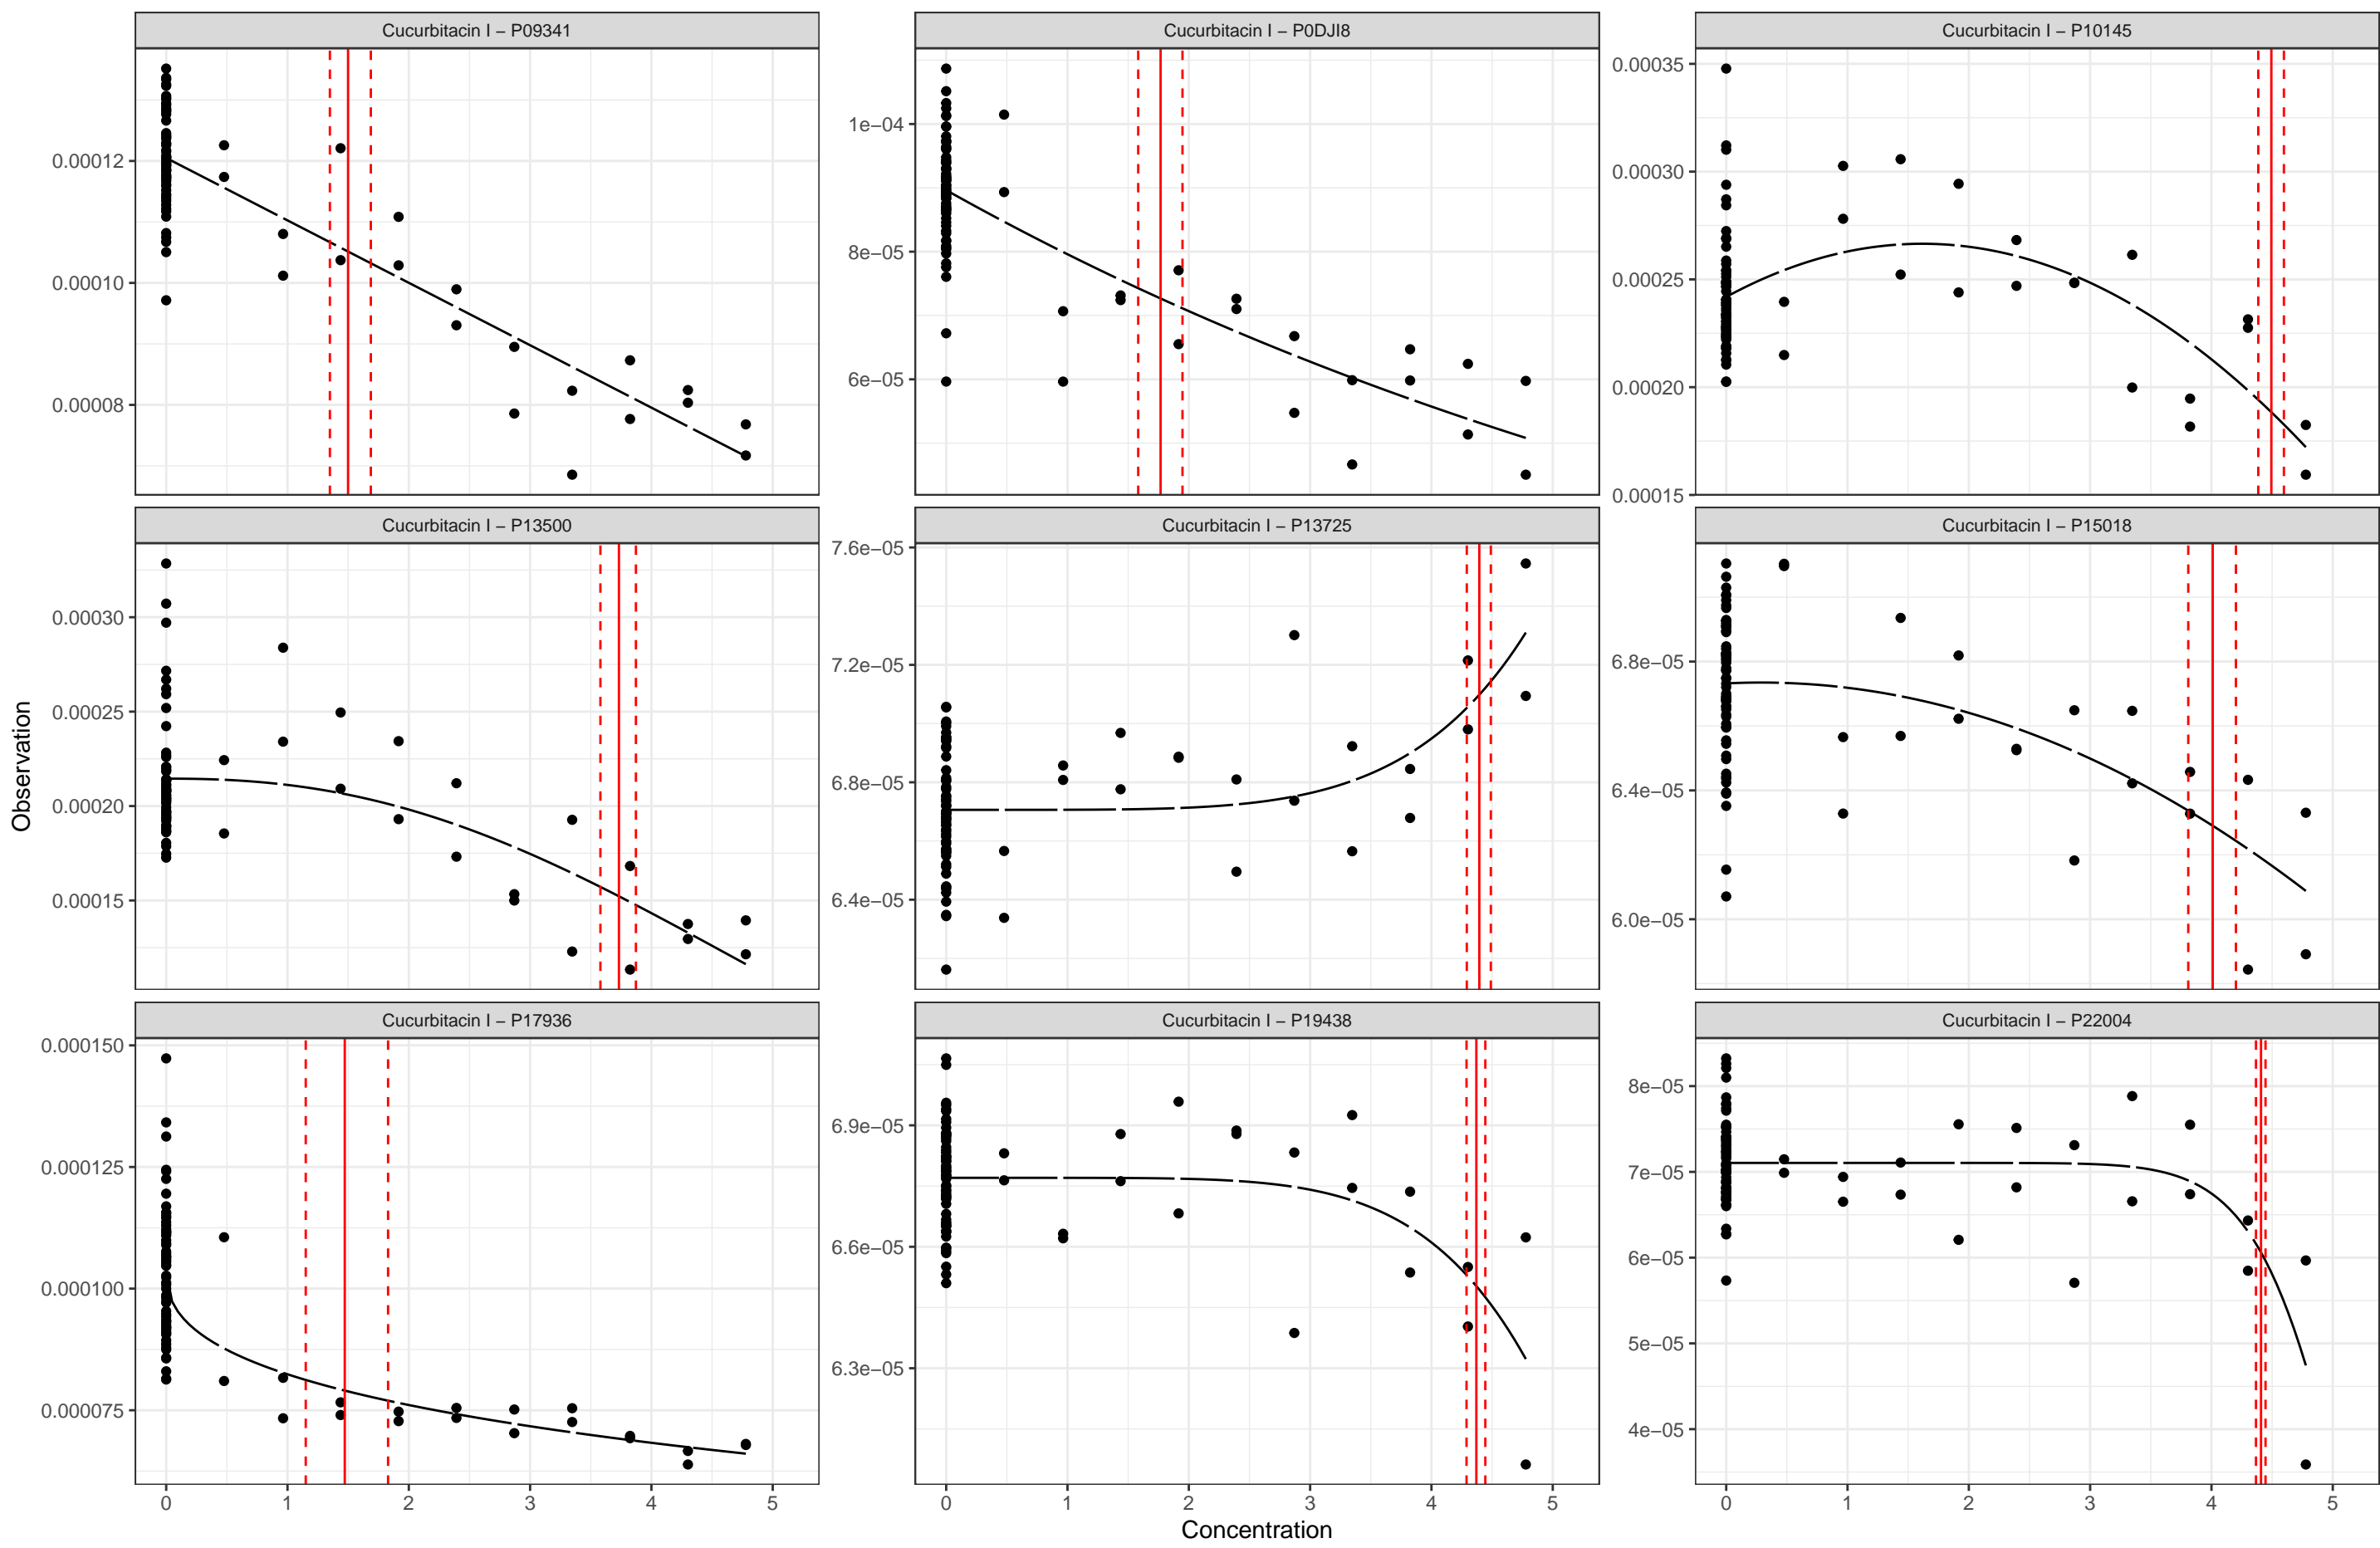 Cucurbitacin I – P09341
Cucurbitacin I – P0DJI8
Cucurbitacin I – P10145
0.00012
0.00010
0.00008
1e−04
8e−05
6e−05
0.00035
0.00030
0.00025
0.00020
0.00015
Cucurbitacin I – P13500
Cucurbitacin I – P13725
Cucurbitacin I – P15018
Observation
0.00030
0.00025
0.00020
0.00015
7.6e−05
7.2e−05
6.8e−05
6.4e−05
6.8e−05
6.4e−05
6.0e−05
Cucurbitacin I – P17936
Cucurbitacin I – P19438
Cucurbitacin I – P22004
0.000150
0.000125
0.000100
0.000075
6.9e−05
6.6e−05
6.3e−05
8e−05
7e−05
6e−05
5e−05
4e−05
0 1 2 3 4 5
0 1 2 3 4 5
0 1 2 3 4 5
Concentration